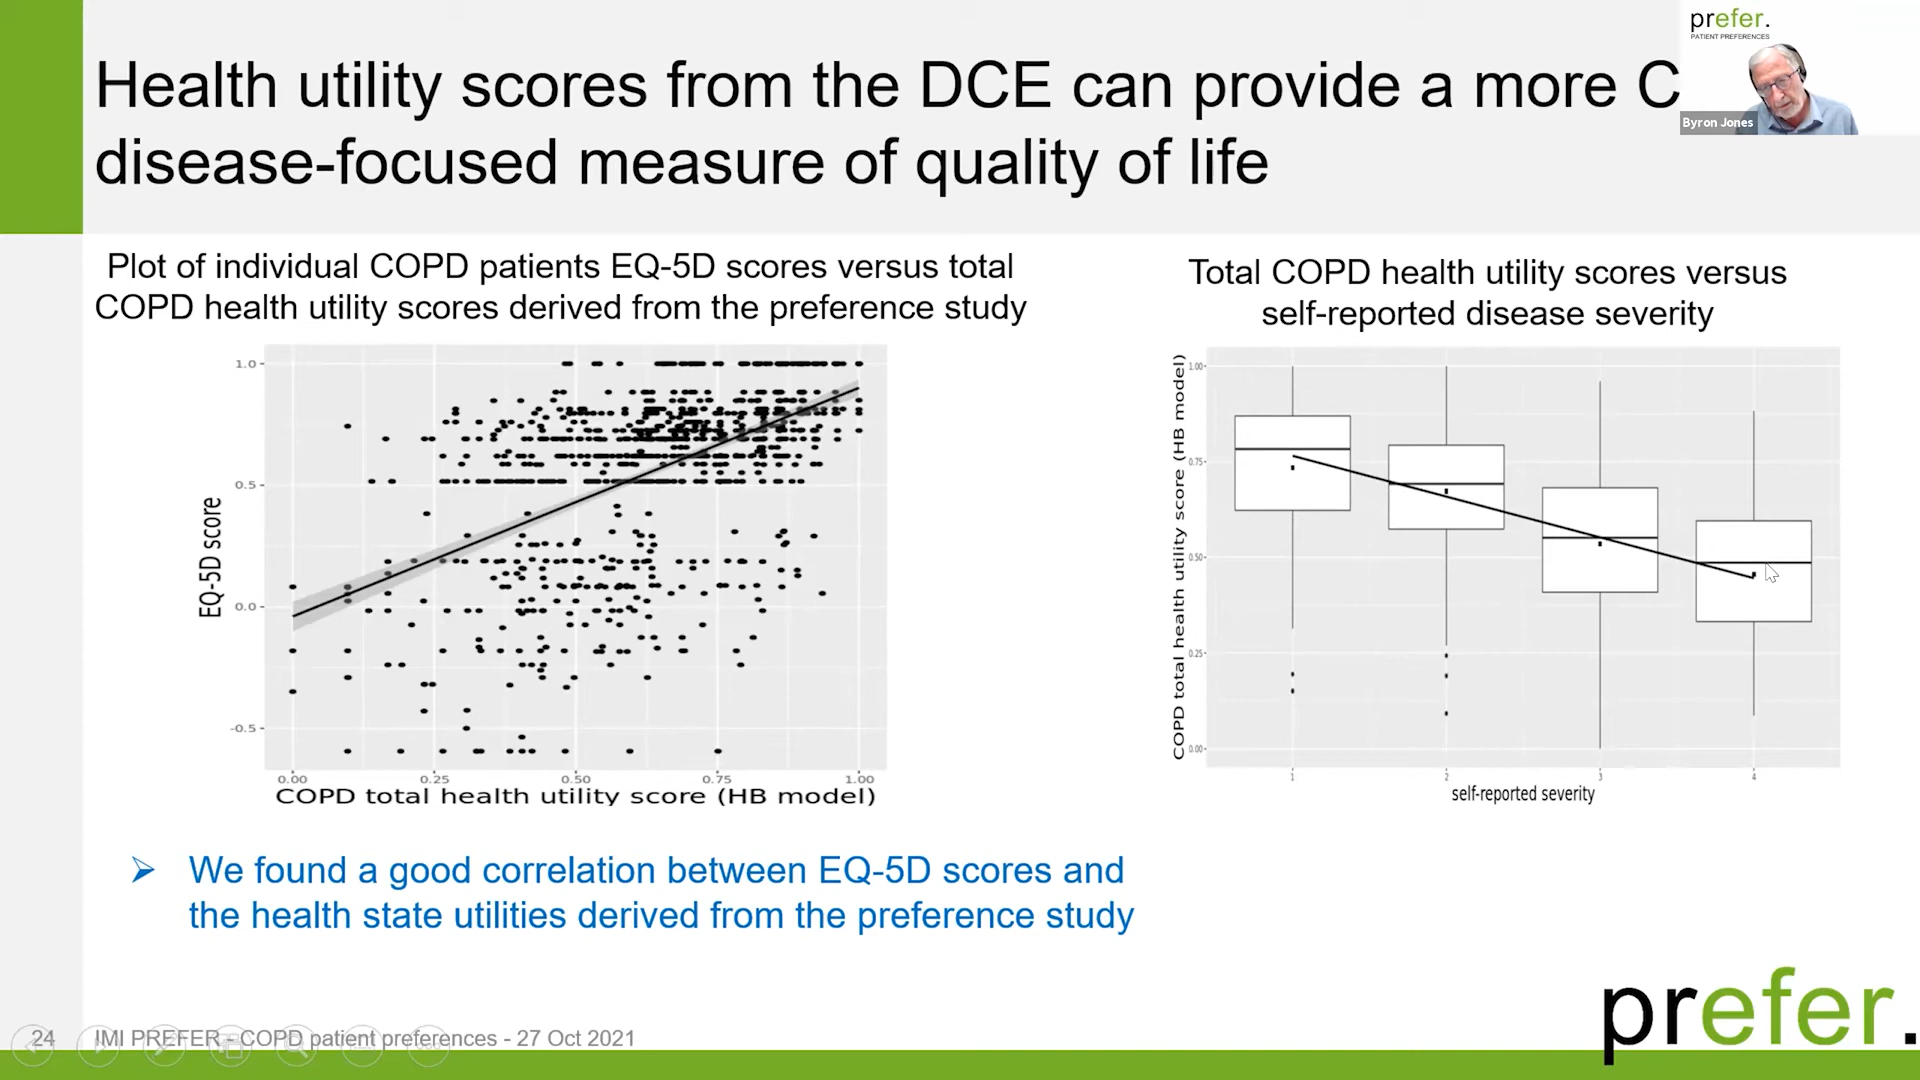 prefer.
PATIENT PREFERENCES
Byron Jones
Health utility scores from the DCE can provide a more C
disease-focused measure of quality of life
Plot of individual COPD patients EQ-5D scores versus total
COPD health utility scores derived from the preference study
1.0
0.5
0.0
-0.5
EQ-5D score
0.00 0.25 0.50 0.75 1.00
COPD total health utility score (HB model)
Total COPD health utility scores versus
self-reported disease severity
COPD total health utility score (HB model)
1.00
0.75
0.50
0.25
0.00
1 2 3 4
self-reported severity
We found a good correlation between EQ-5D scores and
the health state utilities derived from the preference study
24 IMI PREFER - COPD patient preferences - 27 Oct 2021
prefer.